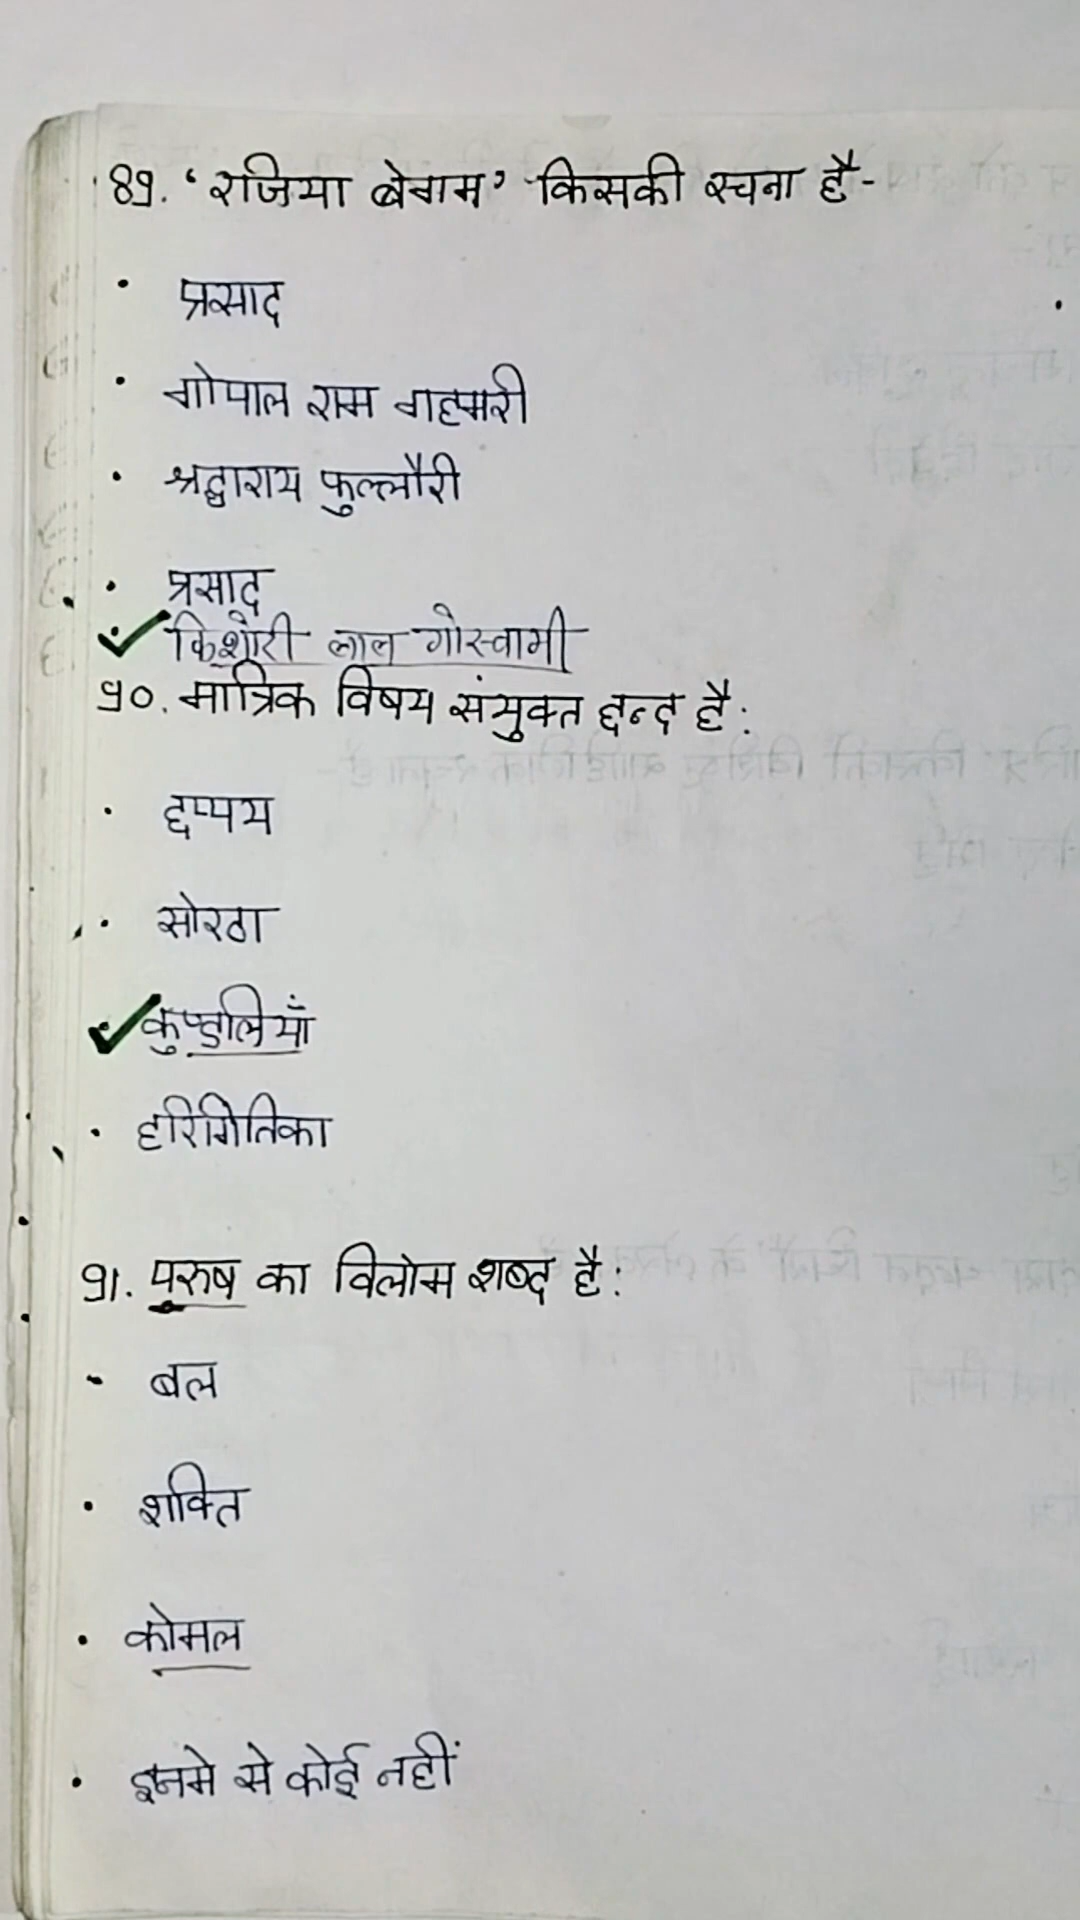 89. ‘रजिया बेगम’ किसकी रचना है-
• प्रसाद
• गोपाल राम गहमरी
• श्रद्धाराय फुल्लौरी
• प्रसाद
• किशोरी लाल गोस्वामी
90. मात्रिक विषय संयुक्त छन्द है:
• छप्पय
• सोरठा
• कुण्डलियाँ
• हरिगितिका
91. पुरुष का विलोम शब्द है:
• बल
• शक्ति
• कोमल
• इनमे से कोई नहीं